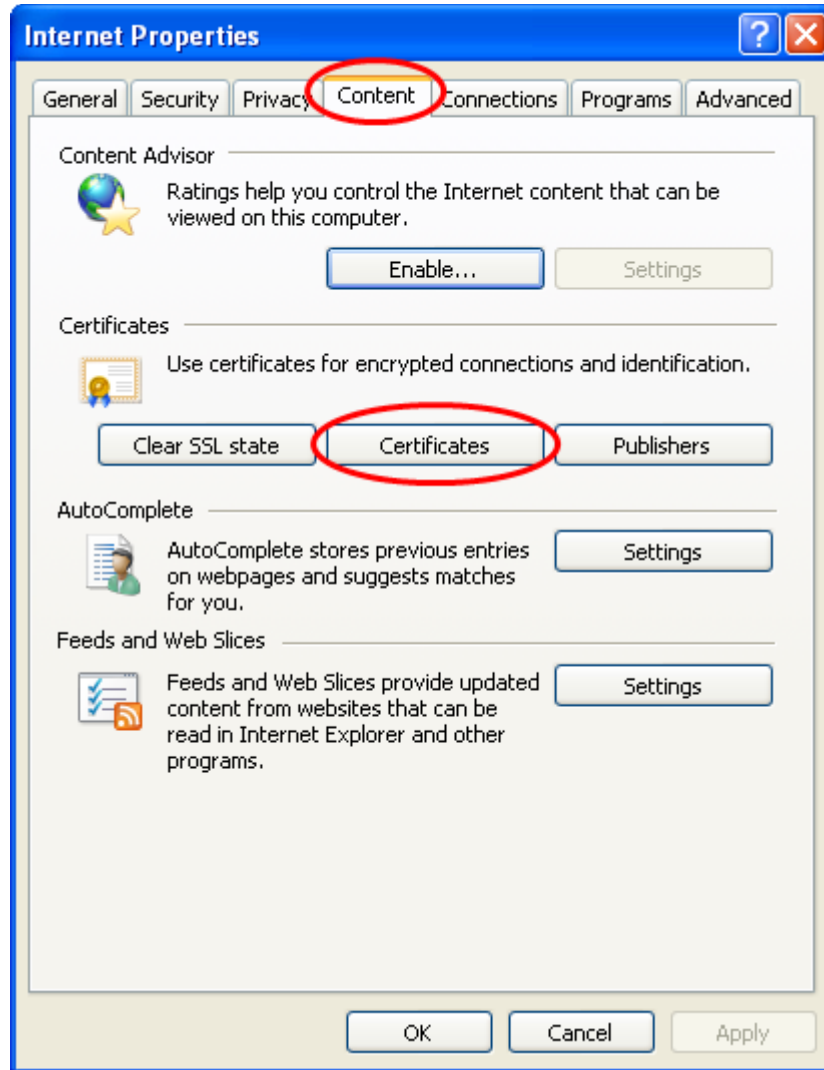 Internet Properties
General Security Privacy Content Connections Programs Advanced
Content Advisor
Ratings help you control the Internet content that can be
viewed on this computer.
Enable... Settings
Certificates
Use certificates for encrypted connections and identification.
Clear SSL state Certificates Publishers
AutoComplete
AutoComplete stores previous entries
on webpages and suggests matches
for you.
Settings
Feeds and Web Slices
Feeds and Web Slices provide updated
content from websites that can be
read in Internet Explorer and other
programs.
Settings
OK Cancel Apply